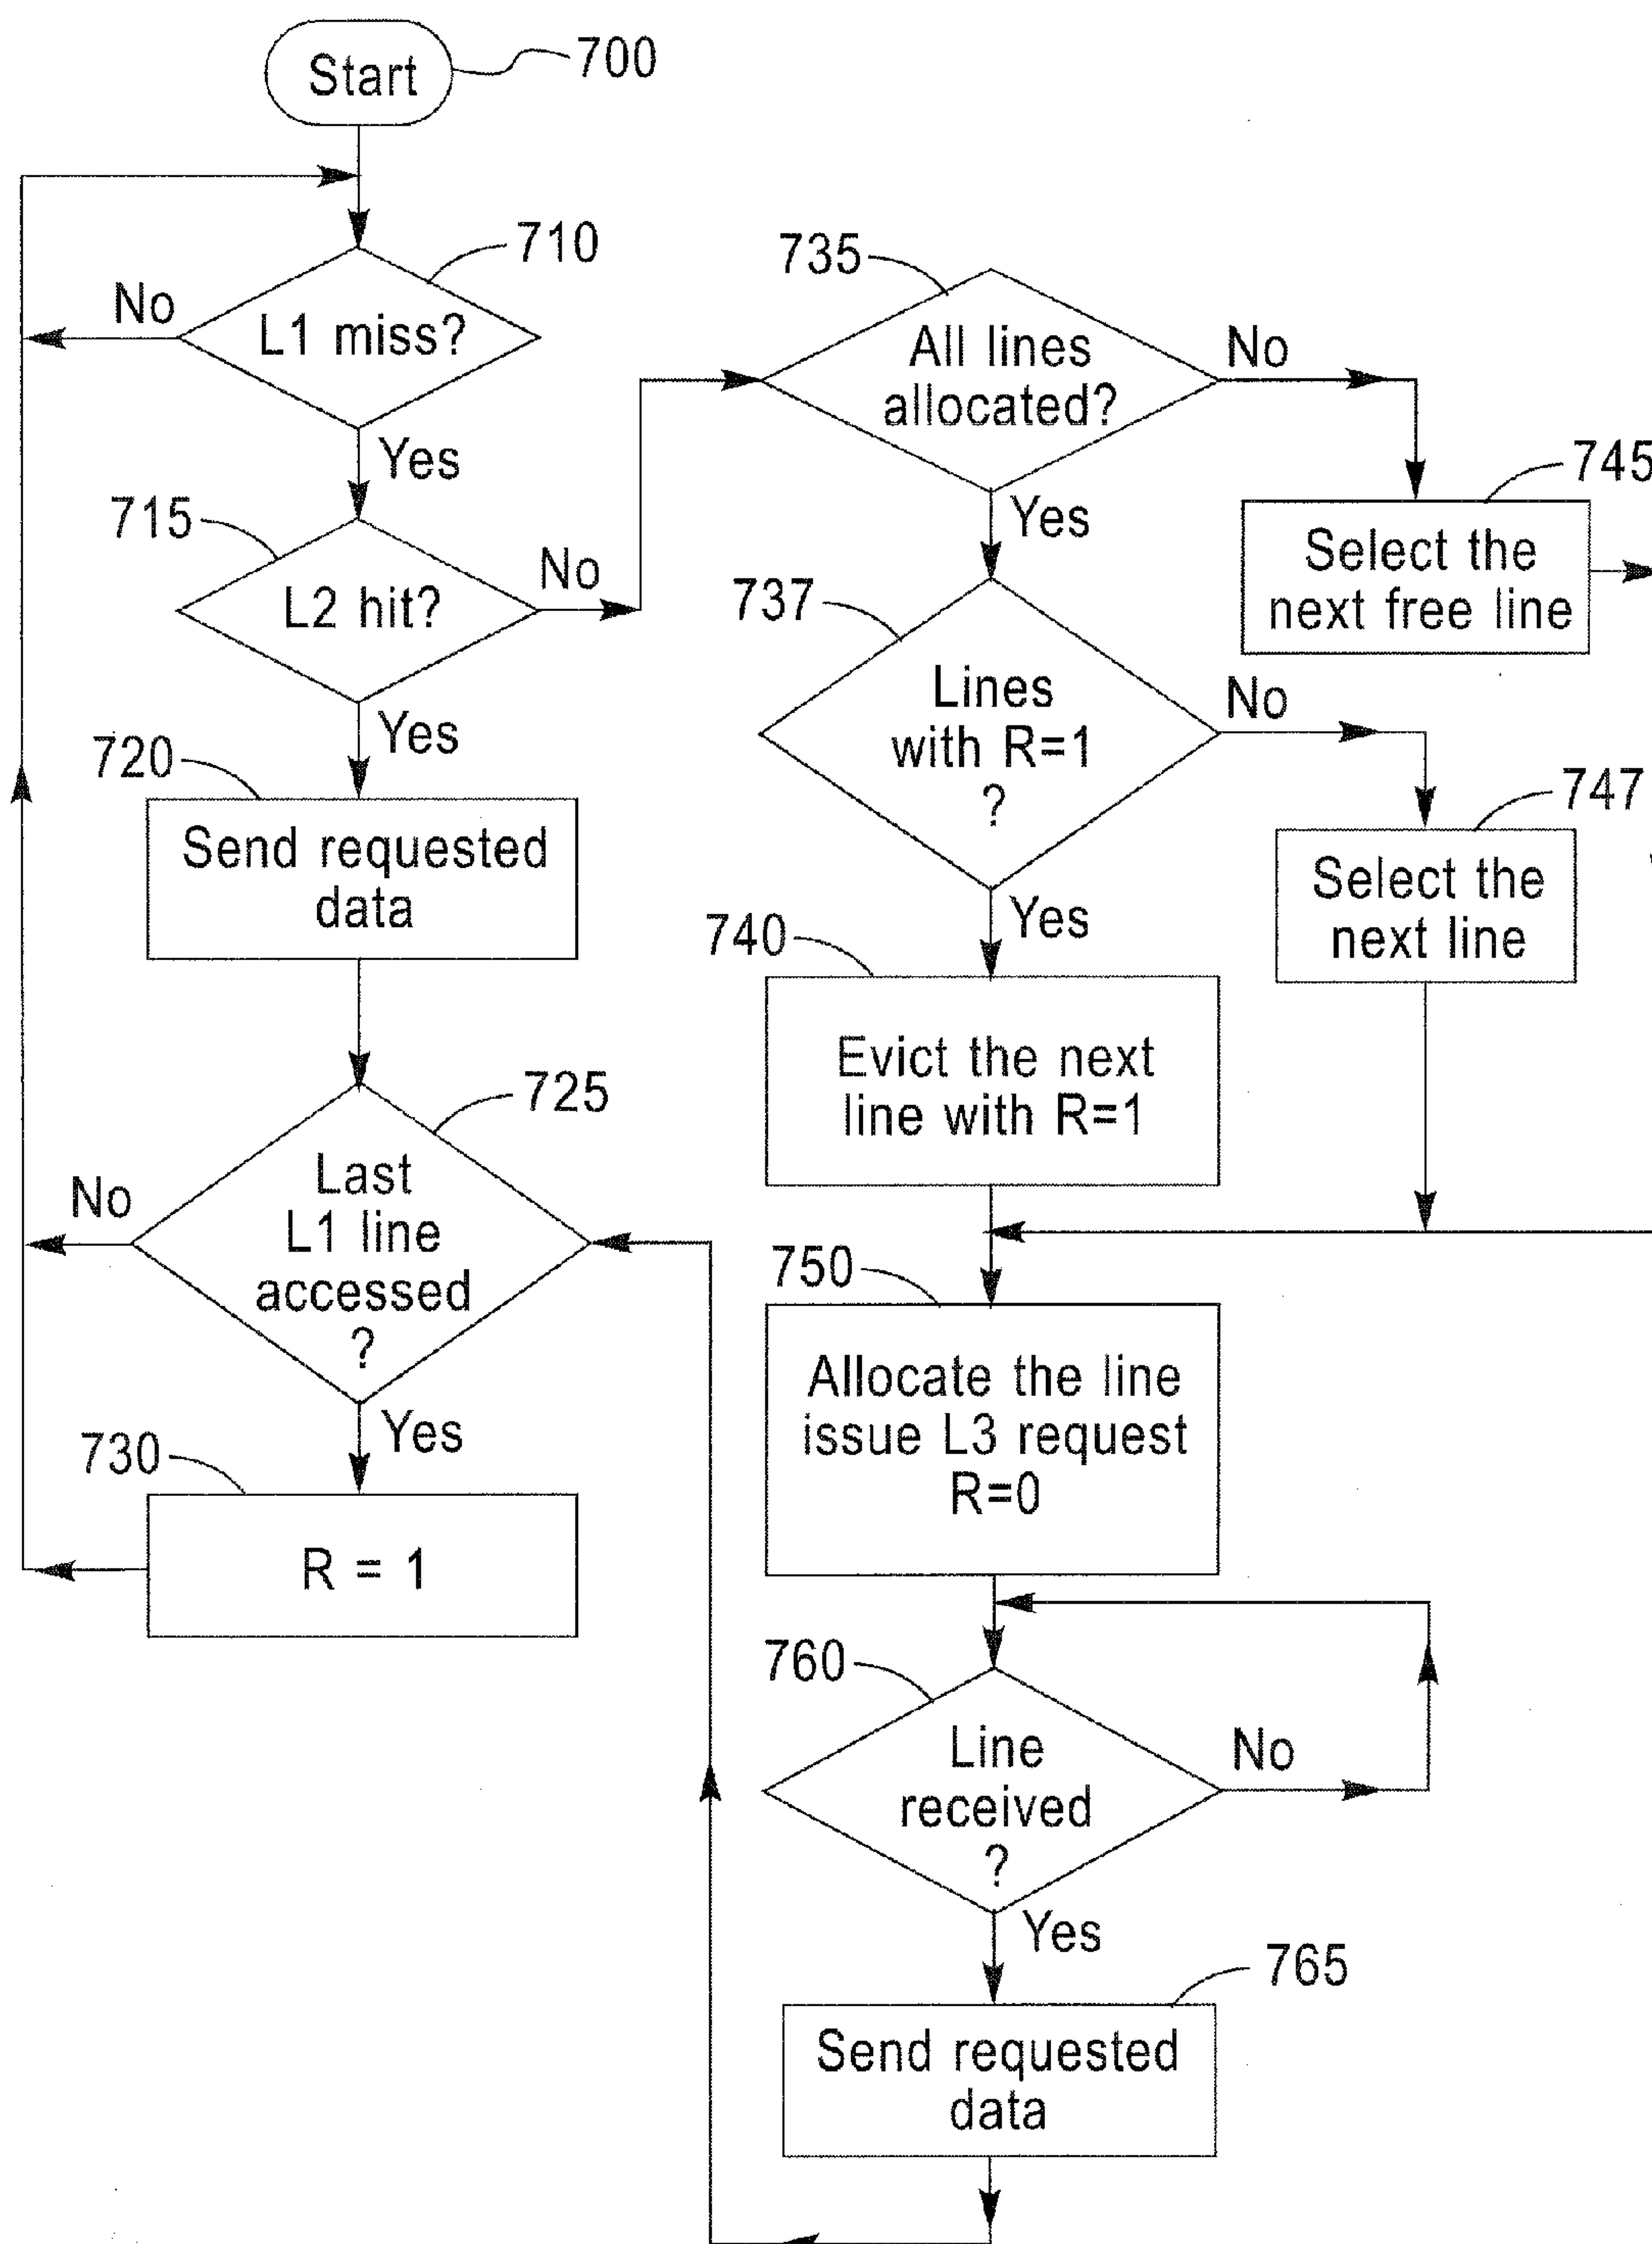 Start
700
710
L1 miss?
No
Yes
715
L2 hit?
No
Yes
720
Send requested
data
725
Last
L1 line
accessed
?
No
Yes
730
R = 1
735
All lines
allocated?
No
Yes
745
Select the
next free line
737
Lines
with R=1
?
No
Yes
747
Select the
next line
740
Evict the next
line with R=1
750
Allocate the line
issue L3 request
R=0
760
Line
received
?
No
Yes
765
Send requested
data